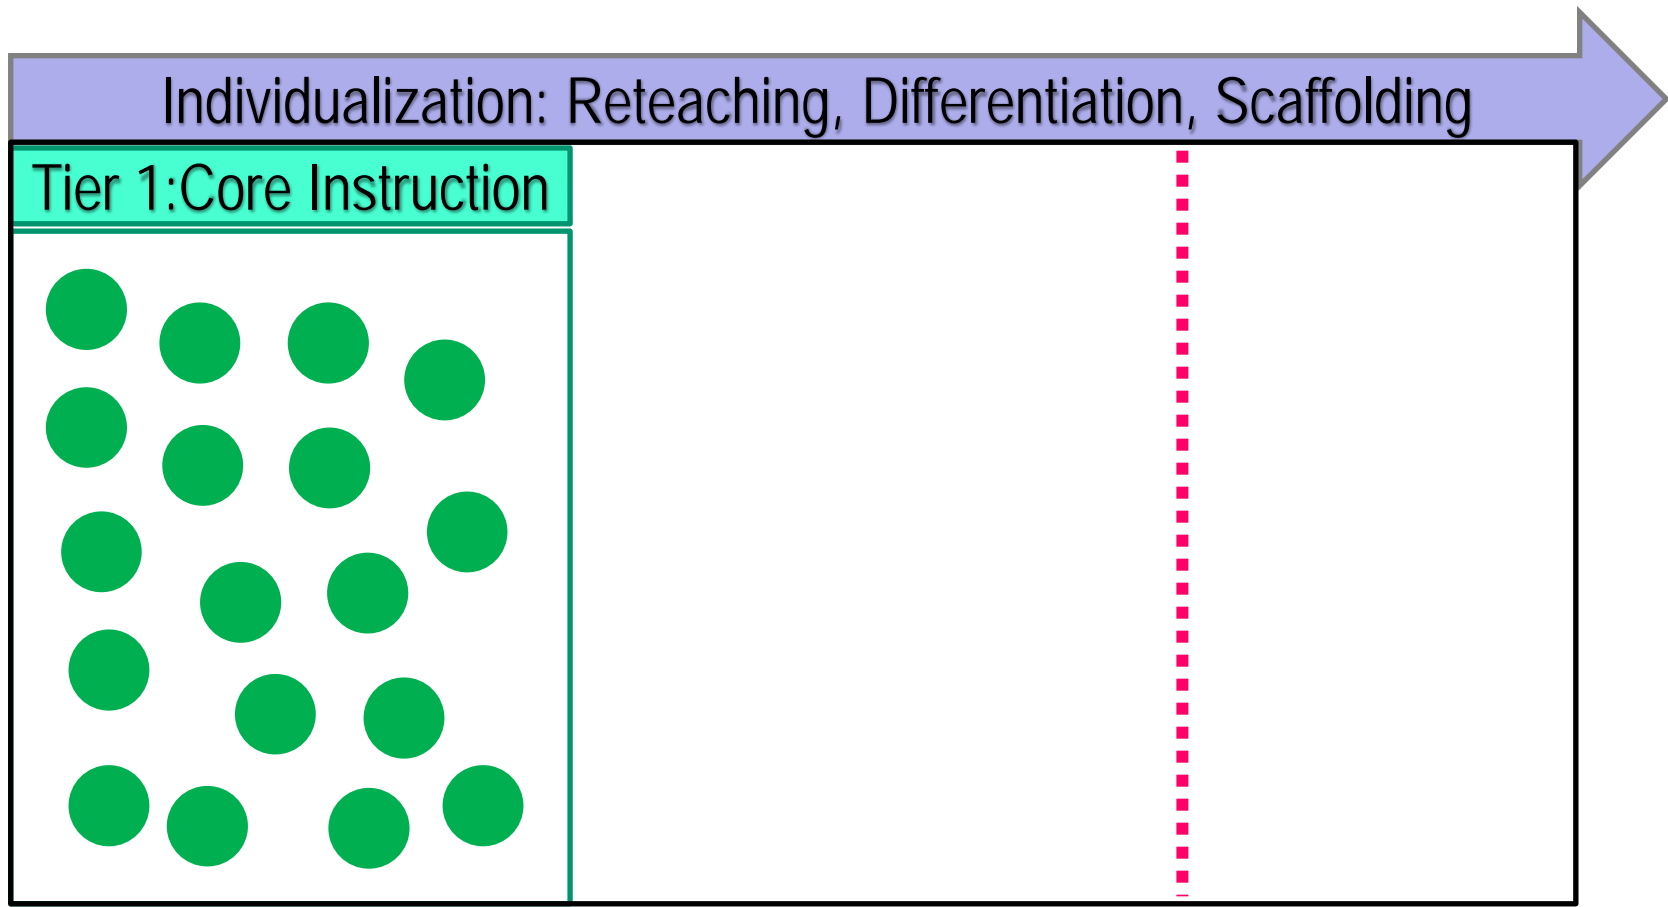 Individualization: Reteaching, Differentiation, Scaffolding
Tier 1:Core Instruction